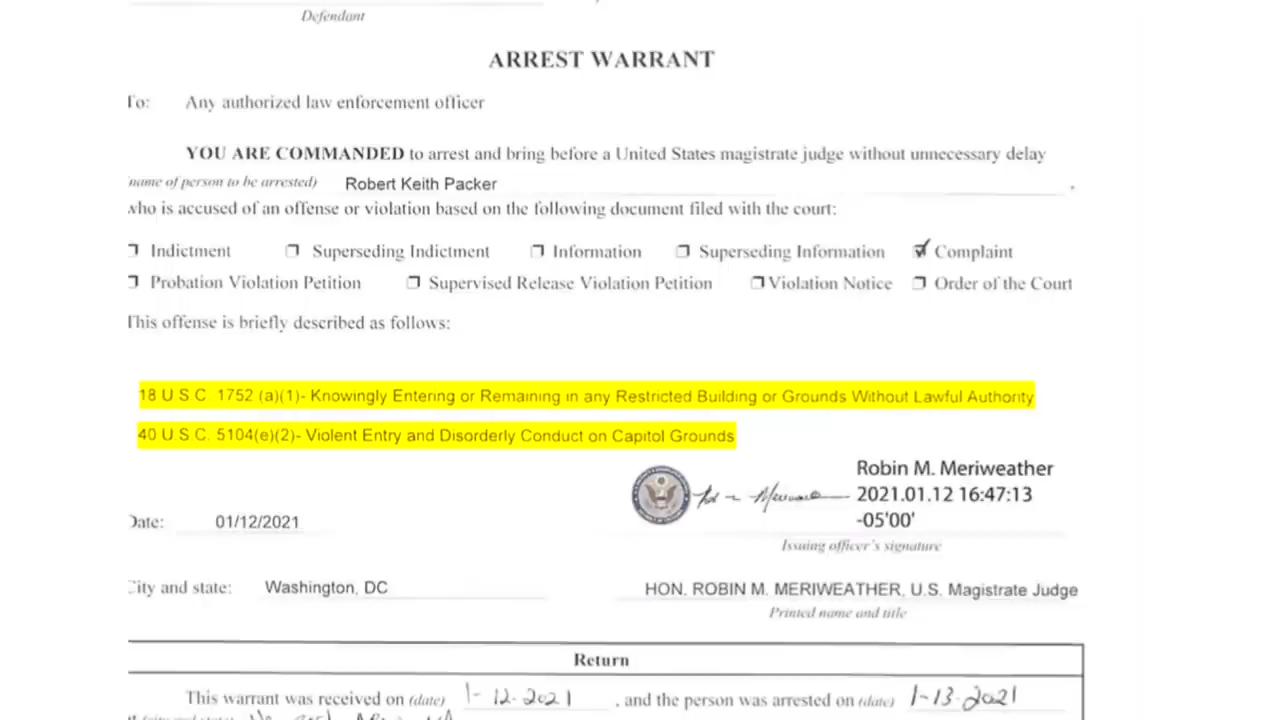 Defendant
ARREST WARRANT
To: Any authorized law enforcement officer
YOU ARE COMMANDED to arrest and bring before a United States magistrate judge without unnecessary delay
name of person to be arrested) Robert Keith Packer .
who is accused of an offense or violation based on the following document filed with the court:
Indictment Superseding Indictment Information Superseding Information Complaint
Probation Violation Petition Supervised Release Violation Petition Violation Notice Order of the Court
This offense is briefly described as follows:
18 U S C 1752 (a)(1)- Knowingly Entering or Remaining in any Restricted Building or Grounds Without Lawful Authority
40 U.S.C. 5104(e)(2)- Violent Entry and Disorderly Conduct on Capitol Grounds
Robin M. Meriweather
2021.01.12 16:47:13
-05'00'
Date: 01/12/2021
Issuing officer's signature
City and state: Washington, DC HON. ROBIN M. MERIWEATHER, U.S. Magistrate Judge
Printed name and title
Return
This warrant was received on (date) 1-12-2021 , and the person was arrested on (date) 1-13-2021